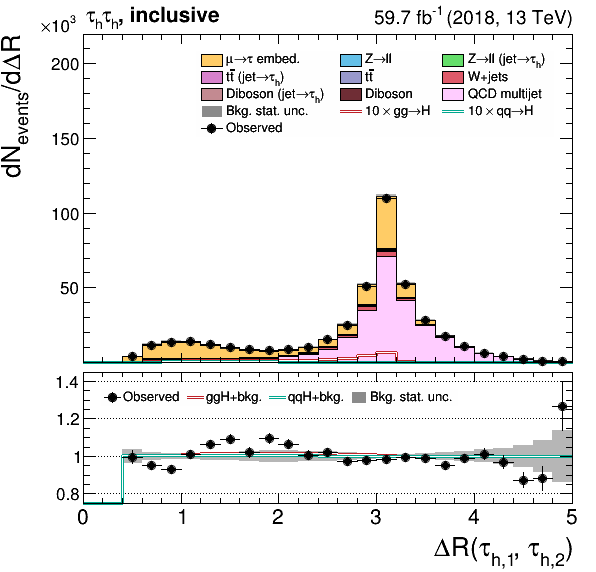 ×10³ τₕτₕ, inclusive 59.7 fb⁻¹ (2018, 13 TeV)
dN_events/dΔR
200
150
100
50
μ→τ embed. Z→ll Z→ll (jet→τₕ)
tt̄ (jet→τₕ) tt̄ W+jets
Diboson (jet→τₕ) Diboson QCD multijet
Bkg. stat. unc. 10 × gg→H 10 × qq→H
Observed
1.4
Observed ggH+bkg. qqH+bkg. Bkg. stat. unc.
1.2
1
0.8
0 1 2 3 4 5
ΔR(τ_h,1, τ_h,2)